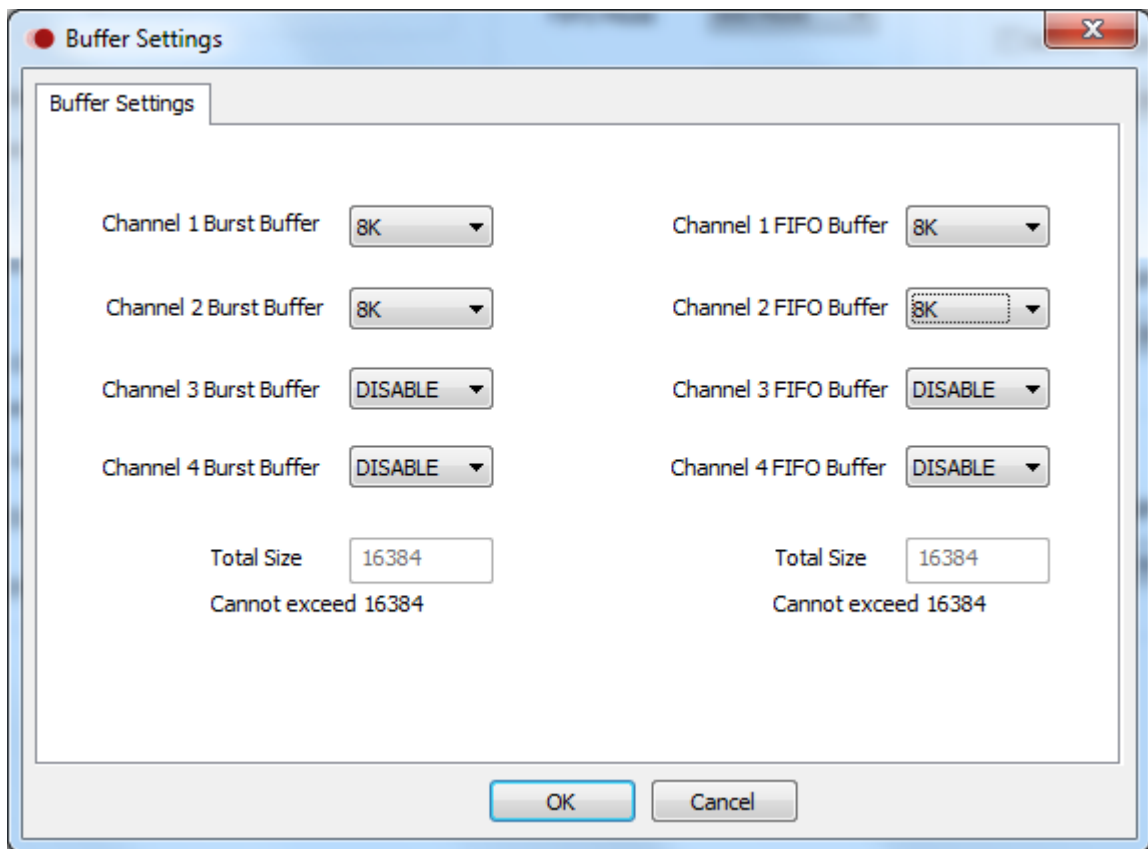 Buffer Settings
Buffer Settings
Channel 1 Burst Buffer 8K Channel 1 FIFO Buffer 8K
Channel 2 Burst Buffer 8K Channel 2 FIFO Buffer 8K
Channel 3 Burst Buffer DISABLE Channel 3 FIFO Buffer DISABLE
Channel 4 Burst Buffer DISABLE Channel 4 FIFO Buffer DISABLE
Total Size 16384 Total Size 16384
Cannot exceed 16384 Cannot exceed 16384
OK Cancel